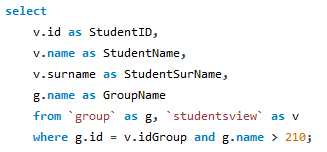 select
v.id as StudentID,
v.name as StudentName,
v.surname as StudentSurName,
g.name as GroupName
from `group` as g, `studentsview` as v
where g.id = v.idGroup and g.name > 210;